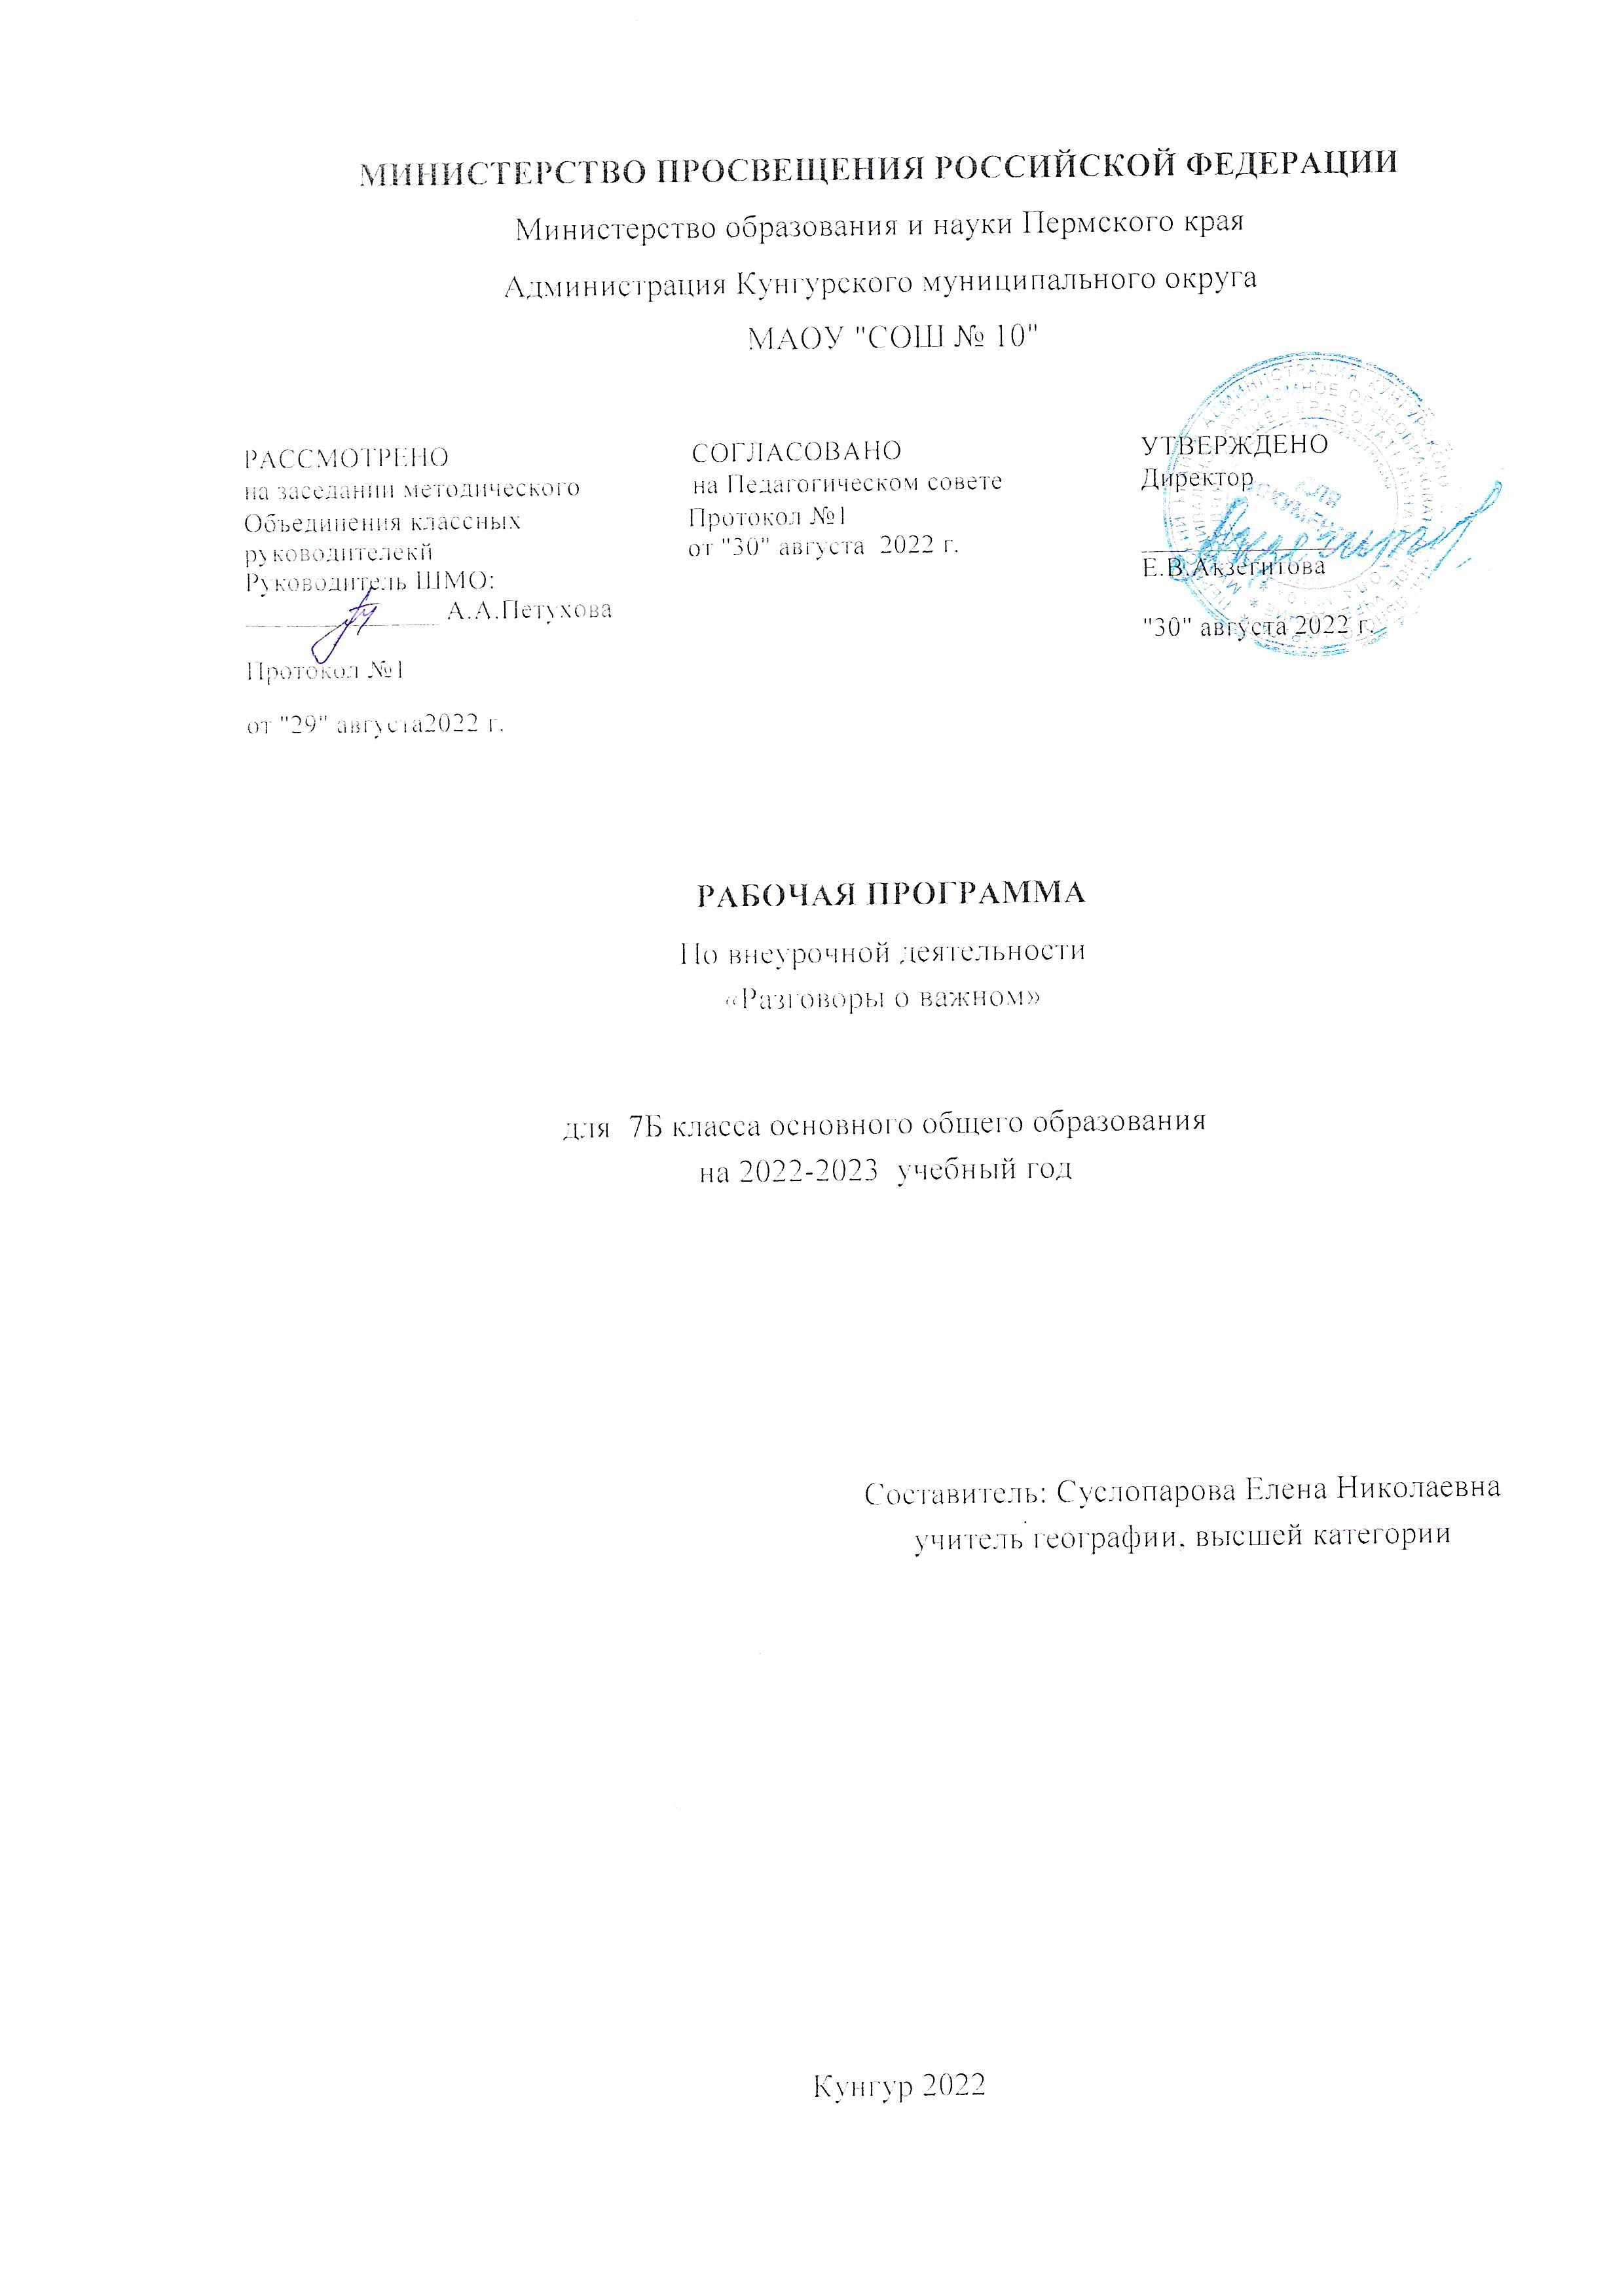 МИНИСТЕРСТВО ПРОСВЕЩЕНИЯ РОССИЙСКОЙ ФЕДЕРАЦИИ
Министерство образования и науки Пермского края
Администрация Кунгурского муниципального округа
МАОУ "СОШ № 10"
РАССМОТРЕНО
на заседании методического
Объединения классных
руководителекй
Руководитель ШМО:
А.А.Петухова
Протокол №1
от "29" августа2022 г.
СОГЛАСОВАНО
на Педагогическом совете
Протокол №1
от "30" августа 2022 г.
УТВЕРЖДЕНО
Директор
Е.В.Акзегитова
"30" августа 2022 г.
РАБОЧАЯ ПРОГРАММА
По внеурочной деятельности
«Разговоры о важном»
для 7Б класса основного общего образования
на 2022-2023 учебный год
Составитель: Суслопарова Елена Николаевна
учитель географии, высшей категории
Кунгур 2022